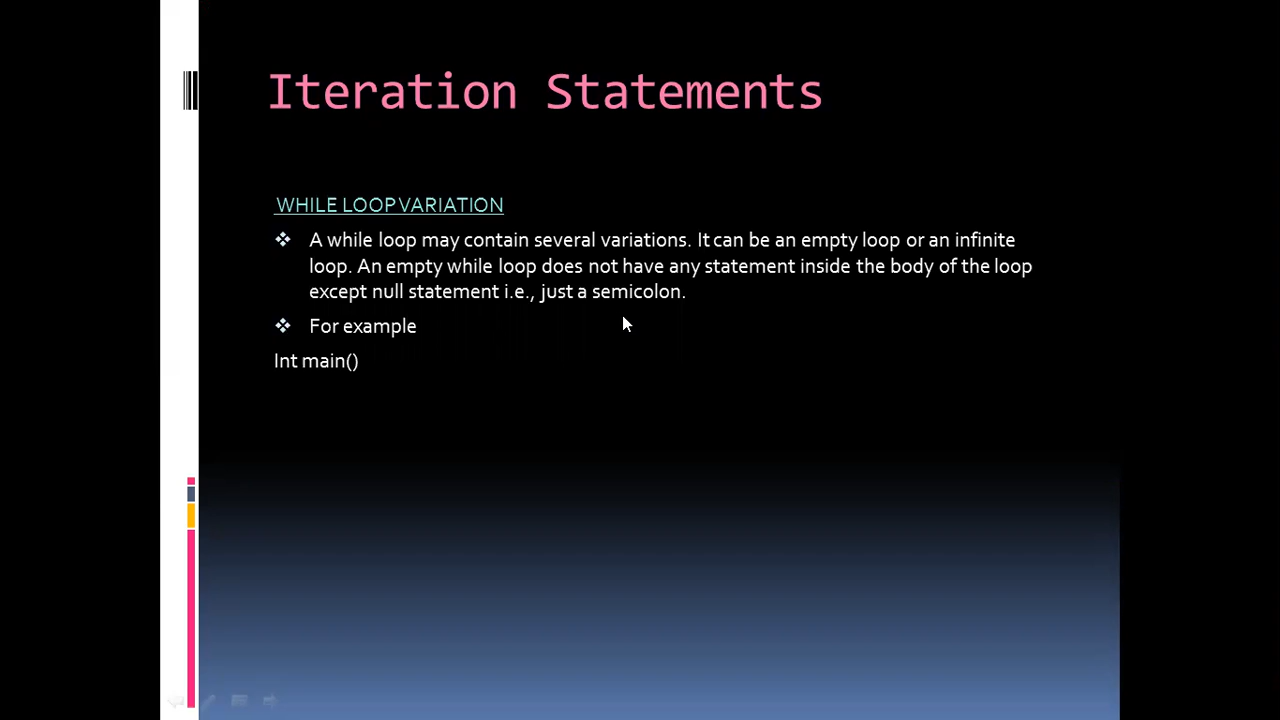 Iteration Statements
WHILE LOOP VARIATION
❖ A while loop may contain several variations. It can be an empty loop or an infinite
loop. An empty while loop does not have any statement inside the body of the loop
except null statement i.e., just a semicolon.
❖ For example
Int main()